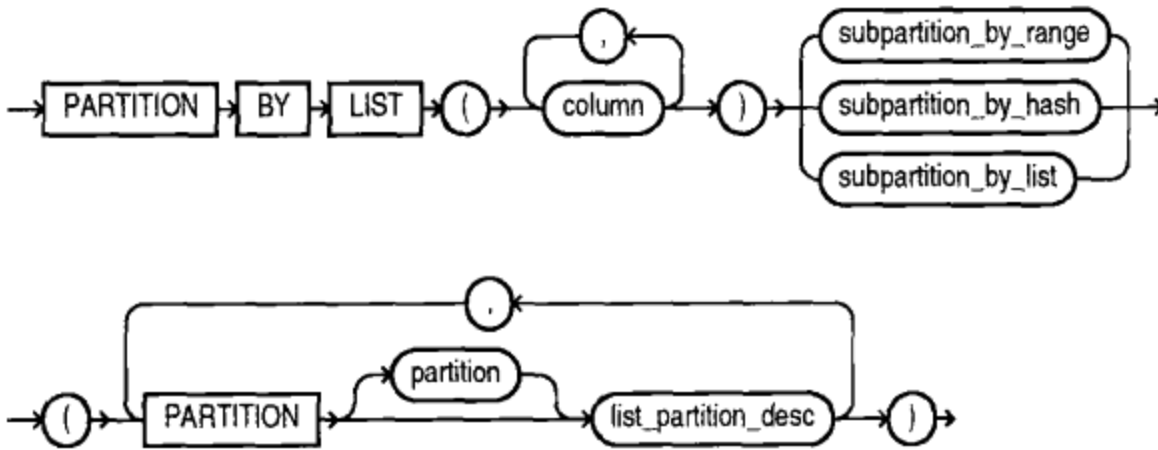 ,
subpartition_by_range
PARTITION BY LIST ( column ) subpartition_by_hash
subpartition_by_list
,
partition
( PARTITION list_partition_desc )